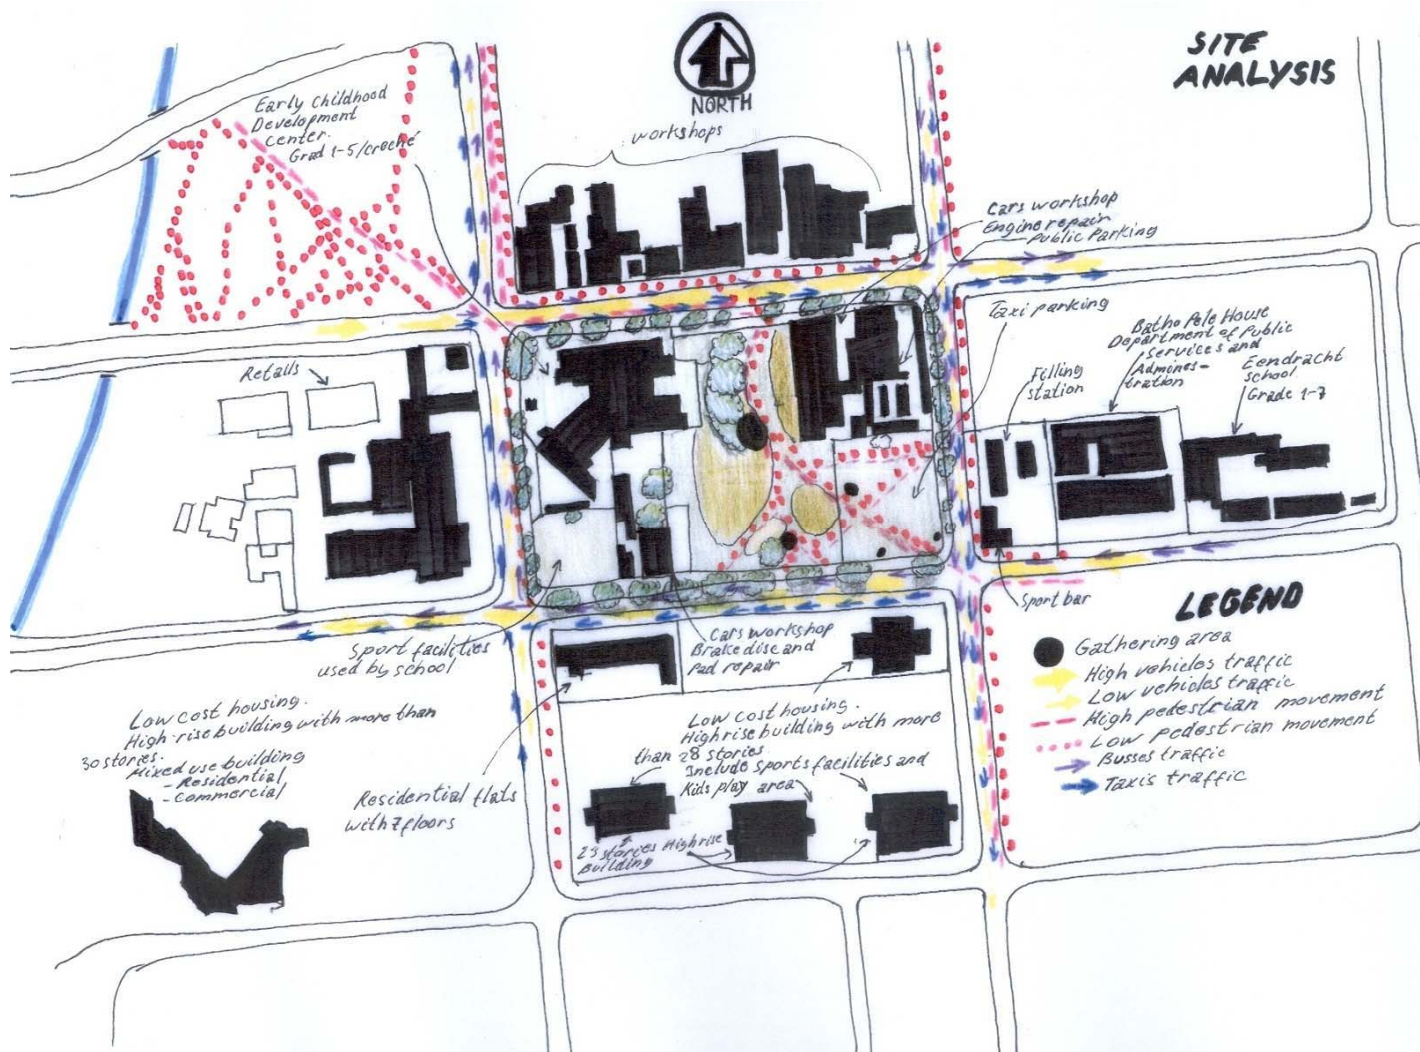 SITE
ANALYSIS
NORTH
workshops
Early Childhood
Development
Center.
Grad 1-5/creché
Cars workshop
Engine repair
Public Parking
Taxi parking
Batho Pele House
Department of Public
Services and
Admines-
tration
Eendracht
School
Grade 1-7
Filling
station
Retails
Sport bar
Sport facilities
used by school
Cars workshop
Brake disc and
Pad repair
LEGEND
Gathering area
High vehicles traffic
Low vehicles traffic
High pedestrian movement
Low pedestrian movement
Busses traffic
Taxis traffic
Low cost housing.
High-rise building with more than
30 stories.
Mixed use building
- Residential
- Commercial
Residential flats
with 7 floors
Low cost housing.
Highrise building with more
than 28 stories
Include sports facilities and
Kids play area
23 stories Highrise
Building